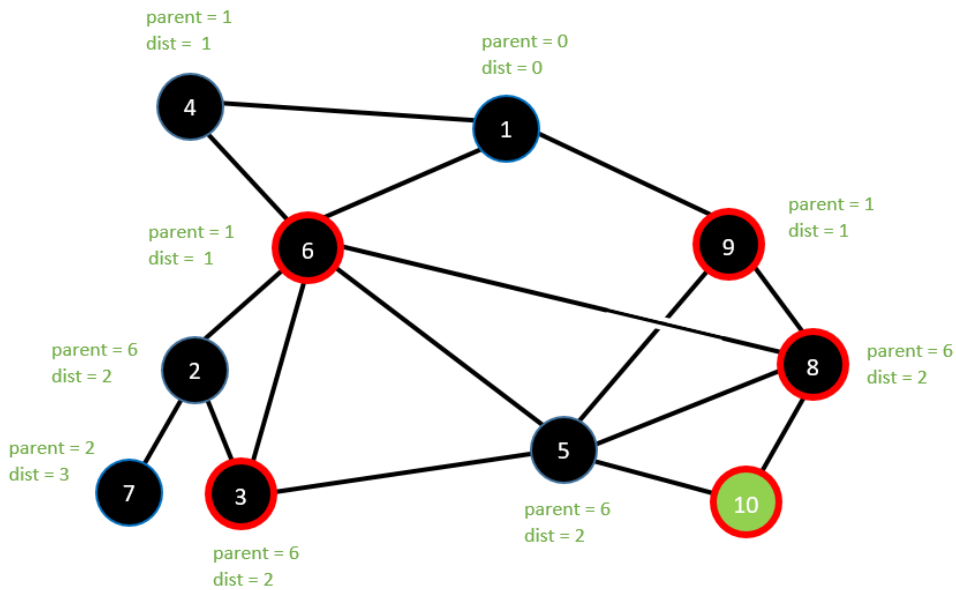 parent = 1
dist =  1
parent = 0
dist = 0
4
1
parent = 1
dist = 1
parent = 1
dist =  1
6
9
parent = 6
dist = 2
2
8
parent = 6
dist = 2
parent = 2
dist = 3
5
7
3
10
parent = 6
dist = 2
parent = 6
dist = 2